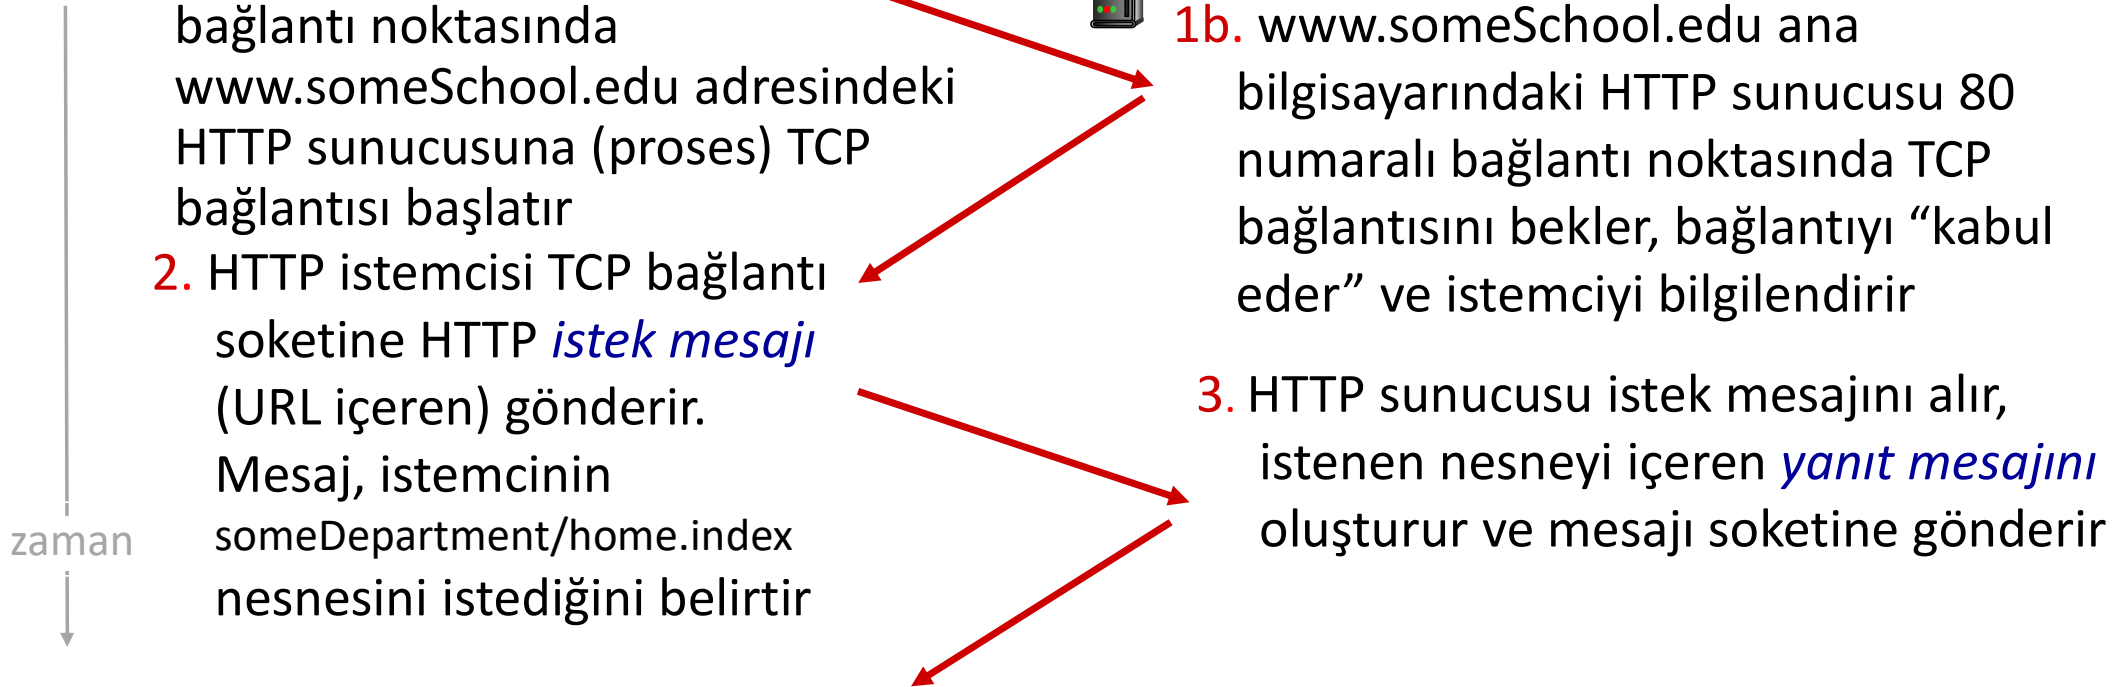 bağlantı noktasında
www.someSchool.edu adresindeki
HTTP sunucusuna (proses) TCP
bağlantısı başlatır
1b. www.someSchool.edu ana
bilgisayarındaki HTTP sunucusu 80
numaralı bağlantı noktasında TCP
bağlantısını bekler, bağlantıyı “kabul
eder” ve istemciyi bilgilendirir
2. HTTP istemcisi TCP bağlantı
soketine HTTP istek mesajı
(URL içeren) gönderir.
Mesaj, istemcinin
someDepartment/home.index
nesnesini istediğini belirtir
3. HTTP sunucusu istek mesajını alır,
istenen nesneyi içeren yanıt mesajını
oluşturur ve mesajı soketine gönderir
zaman